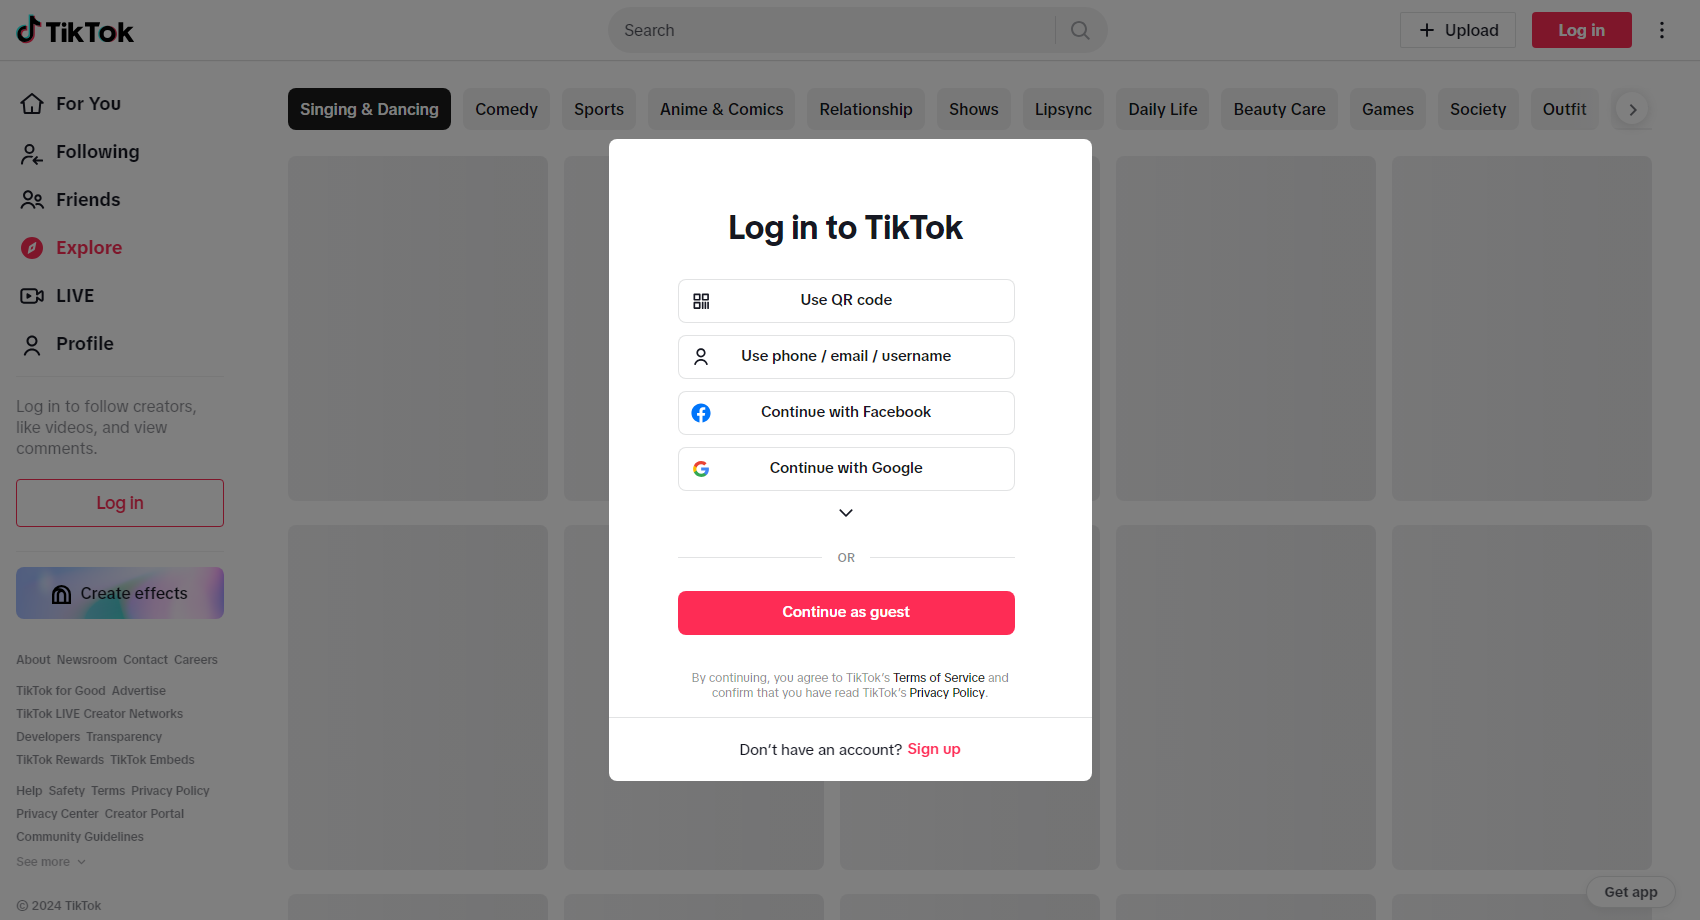 TikTok
Search
Upload
Log in
For You
Following
Friends
Explore
LIVE
Profile
Log in to follow creators,
like videos, and view
comments.
Log in
Create effects
About Newsroom Contact Careers
TikTok for Good Advertise
TikTok LIVE Creator Networks
Developers Transparency
TikTok Rewards TikTok Embeds
Help Safety Terms Privacy Policy
Privacy Center Creator Portal
Community Guidelines
See more
© 2024 TikTok
Singing & Dancing Comedy Sports Anime & Comics Relationship Shows Lipsync Daily Life Beauty Care Games Society Outfit
Log in to TikTok
Use QR code
Use phone / email / username
Continue with Facebook
Continue with Google
OR
Continue as guest
By continuing, you agree to TikTok's Terms of Service and
confirm that you have read TikTok's Privacy Policy.
Don't have an account? Sign up
Get app